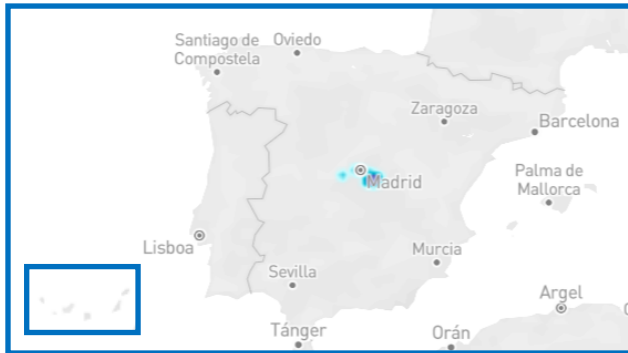 Santiago de
Compostela
Oviedo
Zaragoza
Barcelona
Madrid
Palma de
Mallorca
Lisboa
Murcia
Sevilla
Argel
Tánger
Orán